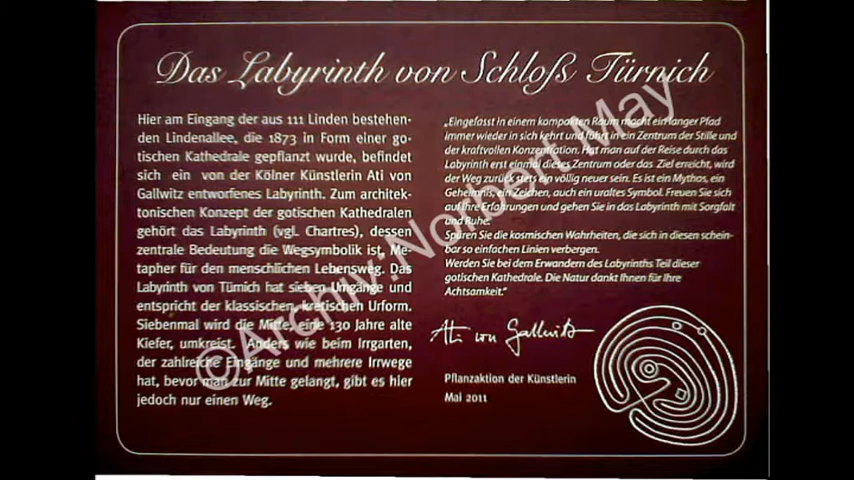 Das Labyrinth von Schloß Türnich
Hier am Eingang der aus 111 Linden bestehen-
den Lindenallee, die 1873 in Form einer go-
tischen Kathedrale gepflanzt wurde, befindet
sich ein von der Kölner Künstlerin Ati von
Gallwitz entworfenes Labyrinth. Zum architek-
tonischen Konzept der gotischen Kathedralen
gehört das Labyrinth (vgl. Chartres), dessen
zentrale Bedeutung die Wegsymbolik ist, Me-
tapher für den menschlichen Lebensweg. Das
Labyrinth von Türnich hat sieben Umgänge und
entspricht der klassischen, kretischen Urform.
Siebenmal wird die Mitte, eine 130 Jahre alte
Kiefer, umkreist. Anders wie beim Irrgarten,
der zahlreiche Eingänge und mehrere Irrwege
hat, bevor man zur Mitte gelangt, gibt es hier
jedoch nur einen Weg.
„Eingefasst in einem kompakten Raum macht ein langer Pfad
immer wieder in sich kehrt und führt in ein Zentrum der Stille und
der kraftvollen Konzentration. Hat man auf der Reise durch das
Labyrinth erst einmal dieses Zentrum oder das Ziel erreicht, wird
der Weg zurück stets ein völlig neuer sein. Es ist ein Mythos, ein
Geheimnis, ein Zeichen, auch ein uraltes Symbol. Freuen Sie sich
auf Ihre Erfahrungen und gehen Sie in das Labyrinth mit Sorgfalt
und Ruhe.
Spüren Sie die kosmischen Wahrheiten, die sich in diesen schein-
bar so einfachen Linien verbergen.
Werden Sie bei dem Erwandern des Labyrinths Teil dieser
gotischen Kathedrale. Die Natur dankt Ihnen für Ihre
Achtsamkeit."
Ati von Gallwitz
Pflanzaktion der Künstlerin
Mai 2011
©Archiv:Norbert May